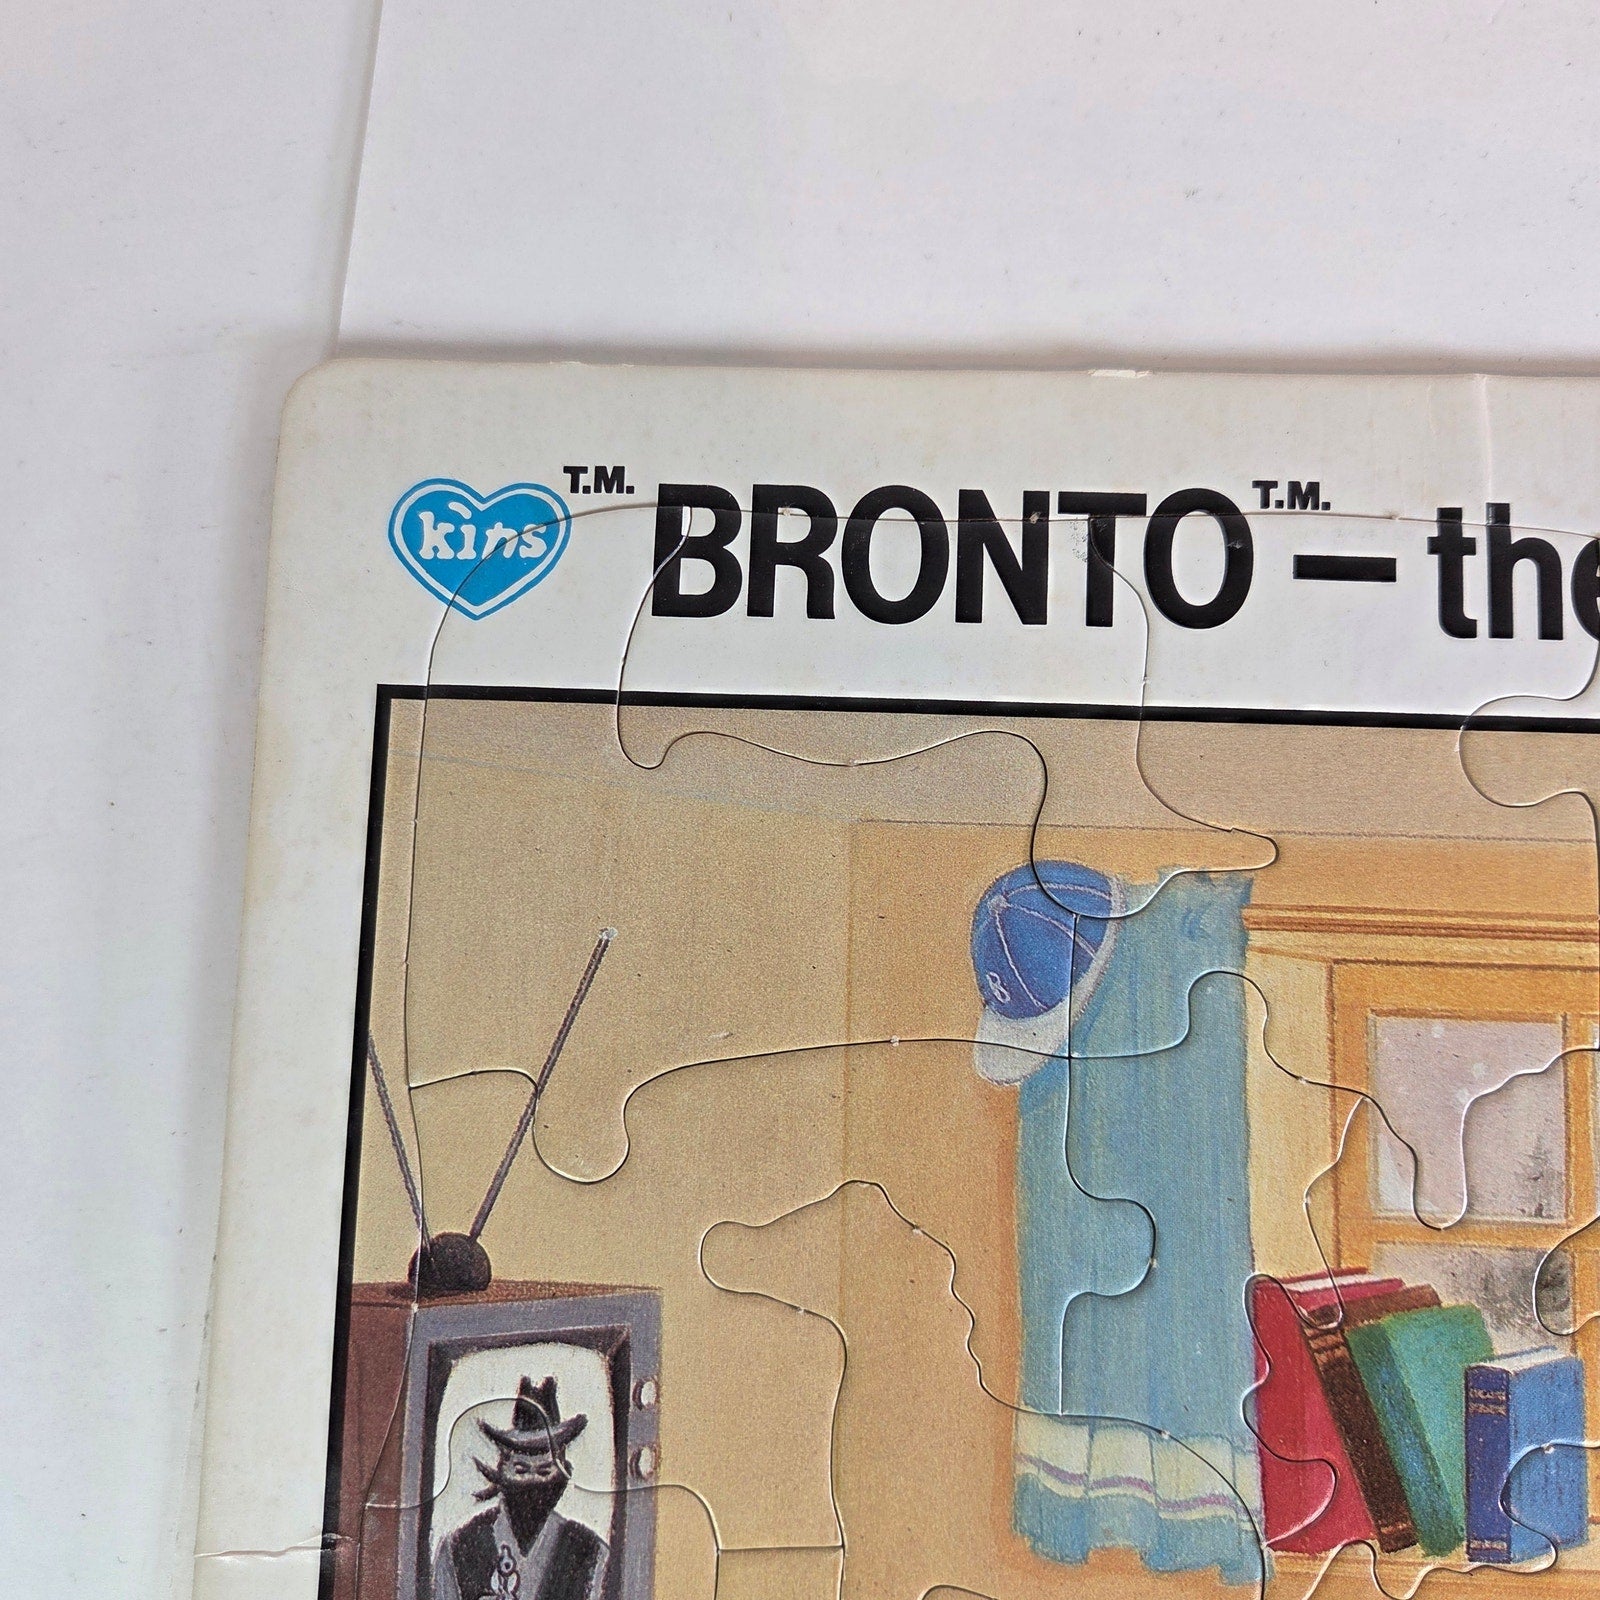 kins T.M. BRONTO T.M. – the
B